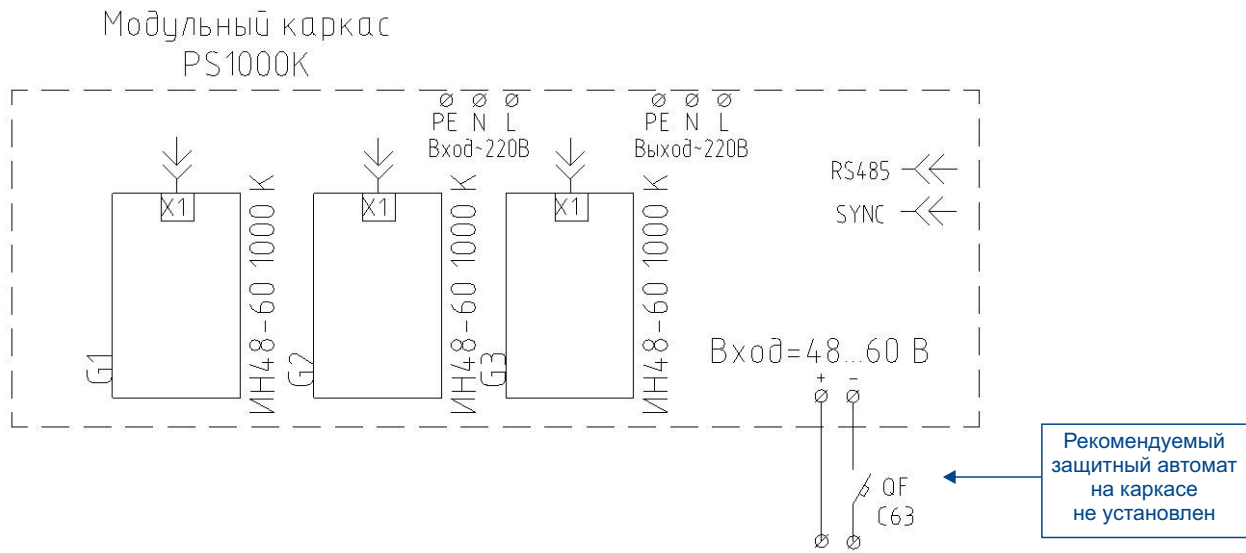 Модульный каркас
PS1000K
PE N L
Вход~220В
PE N L
Выход~220В
RS485
SYNC
X1
X1
X1
ИН48-60 1000 К
ИН48-60 1000 К
ИН48-60 1000 К
G1
G2
G3
Вход=48...60 В
+ -
QF
C63
Рекомендуемый
защитный автомат
на каркасе
не установлен